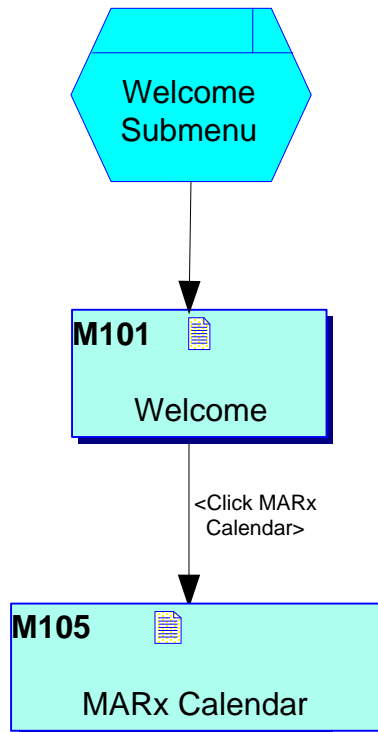 Welcome
Submenu
M101
Welcome
<Click MARx
Calendar>
M105
MARx Calendar